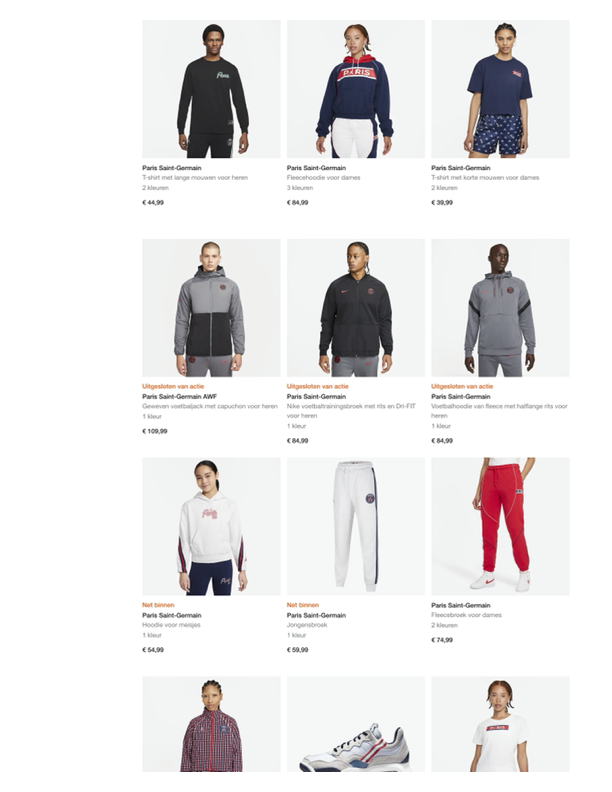 Paris Saint-Germain
T-shirt met lange mouwen voor heren
2 kleuren
€ 44,99
Paris Saint-Germain
Fleecehoodie voor dames
3 kleuren
€ 84,99
Paris Saint-Germain
T-shirt met korte mouwen voor dames
2 kleuren
€ 39,99
Uitgesloten van actie
Paris Saint-Germain AWF
Geweven voetbaljack met capuchon voor heren
1 kleur
€ 109,99
Uitgesloten van actie
Paris Saint-Germain
Nike voetbaltrainingsbroek met rits en Dri-FIT
voor heren
1 kleur
€ 84,99
Uitgesloten van actie
Paris Saint-Germain
Voetbalhoodie van fleece met halflange rits voor
heren
1 kleur
€ 84,99
Net binnen
Paris Saint-Germain
Hoodie voor meisjes
1 kleur
€ 54,99
Net binnen
Paris Saint-Germain
Jongensbroek
1 kleur
€ 59,99
Paris Saint-Germain
Fleecebroek voor dames
2 kleuren
€ 74,99
PARIS